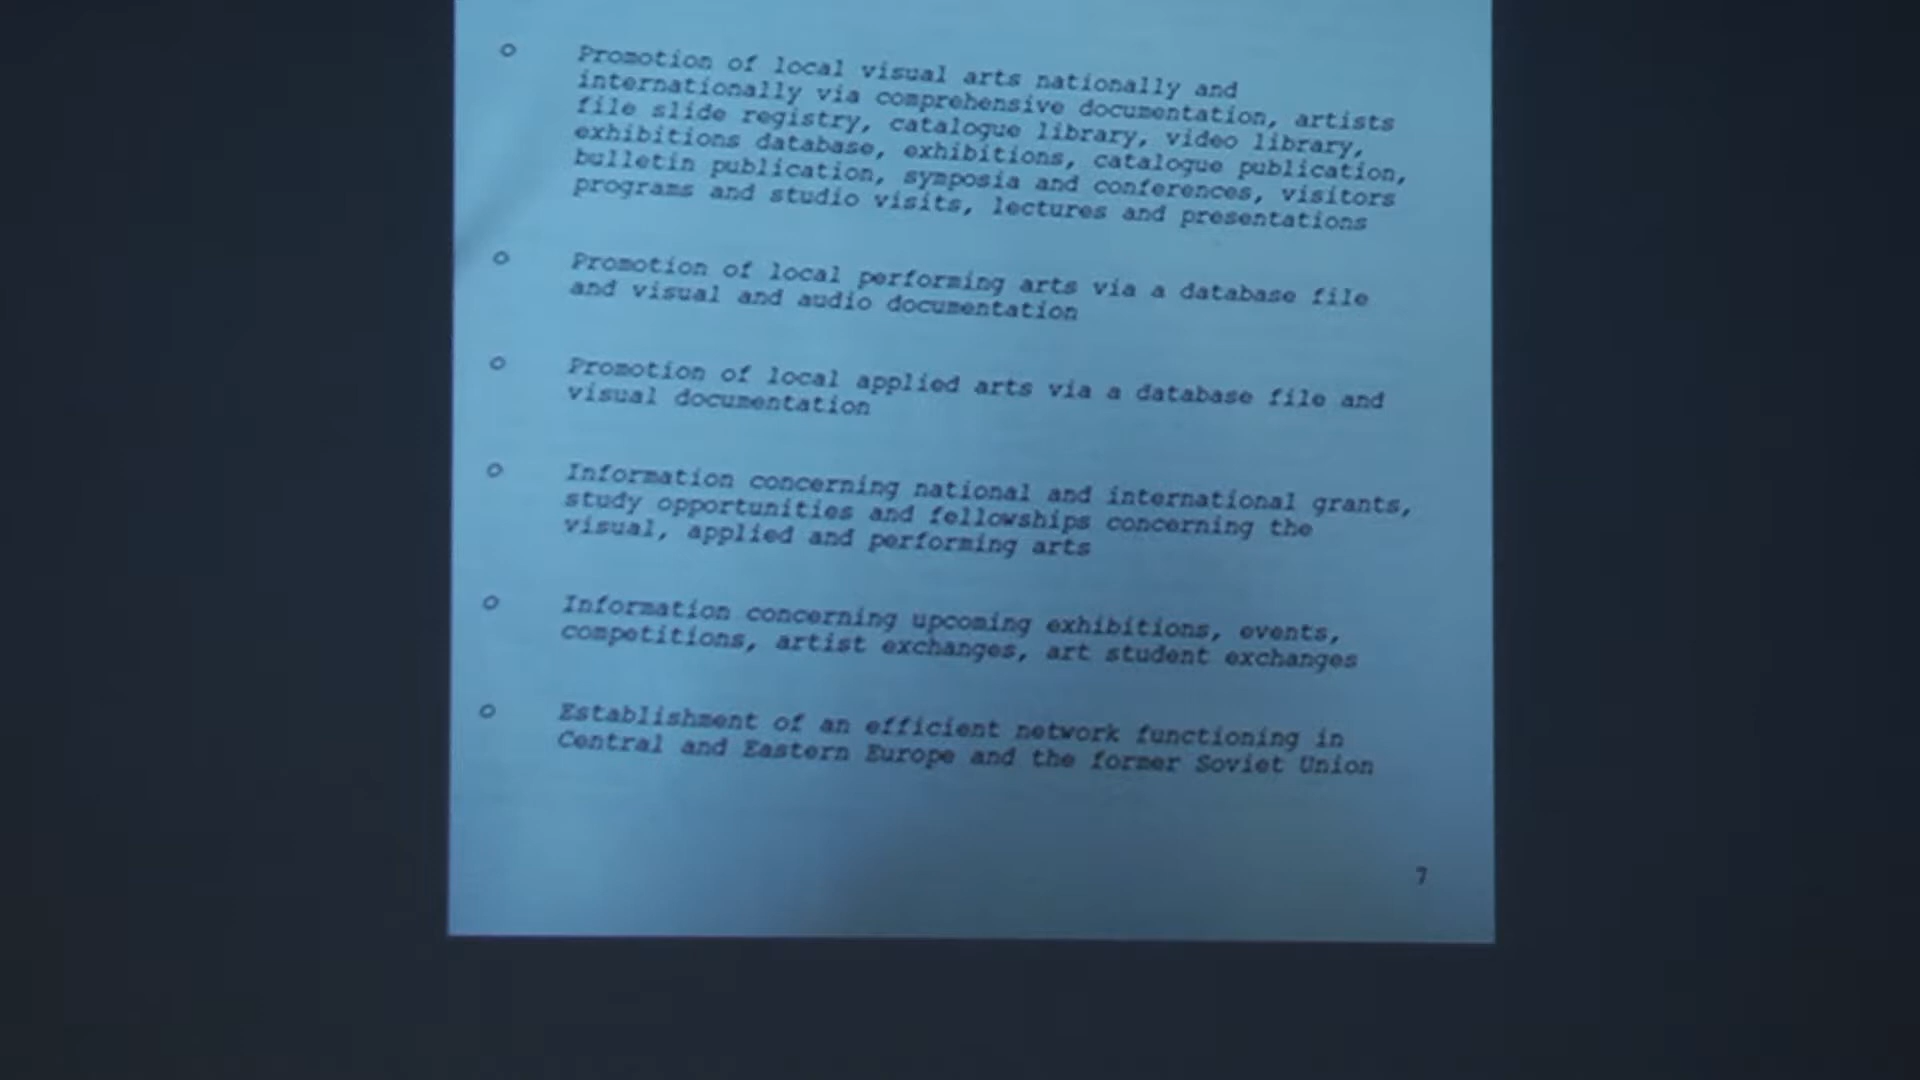 o Promotion of local visual arts nationally and
internationally via comprehensive documentation, artists
file slide registry, catalogue library, video library,
exhibitions database, exhibitions, catalogue publication,
bulletin publication, symposia and conferences, visitors
programs and studio visits, lectures and presentations
o Promotion of local performing arts via a database file
and visual and audio documentation
o Promotion of local applied arts via a database file and
visual documentation
o Information concerning national and international grants,
study opportunities and fellowships concerning the
visual, applied and performing arts
o Information concerning upcoming exhibitions, events,
competitions, artist exchanges, art student exchanges
o Establishment of an efficient network functioning in
Central and Eastern Europe and the former Soviet Union
7